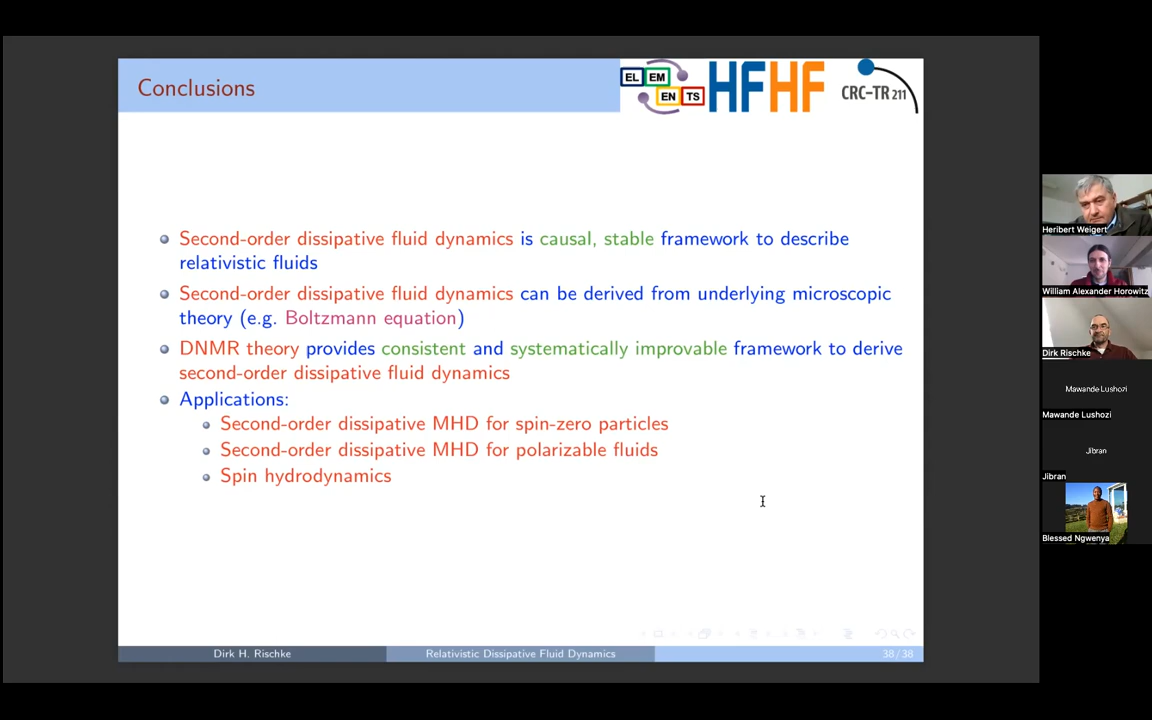 Conclusions
EL EM
EN TS
HFHF
CRC-TR 211
Second-order dissipative fluid dynamics is causal, stable framework to describe
relativistic fluids
Second-order dissipative fluid dynamics can be derived from underlying microscopic
theory (e.g. Boltzmann equation)
DNMR theory provides consistent and systematically improvable framework to derive
second-order dissipative fluid dynamics
Applications:
Second-order dissipative MHD for spin-zero particles
Second-order dissipative MHD for polarizable fluids
Spin hydrodynamics
Dirk H. Rischke
Relativistic Dissipative Fluid Dynamics
38/38
Heribert Weigert
William Alexander Horowitz
Dirk Rischke
Mawande Lushozi
Mawande Lushozi
Jibran
Jibran
Blessed Ngwenya